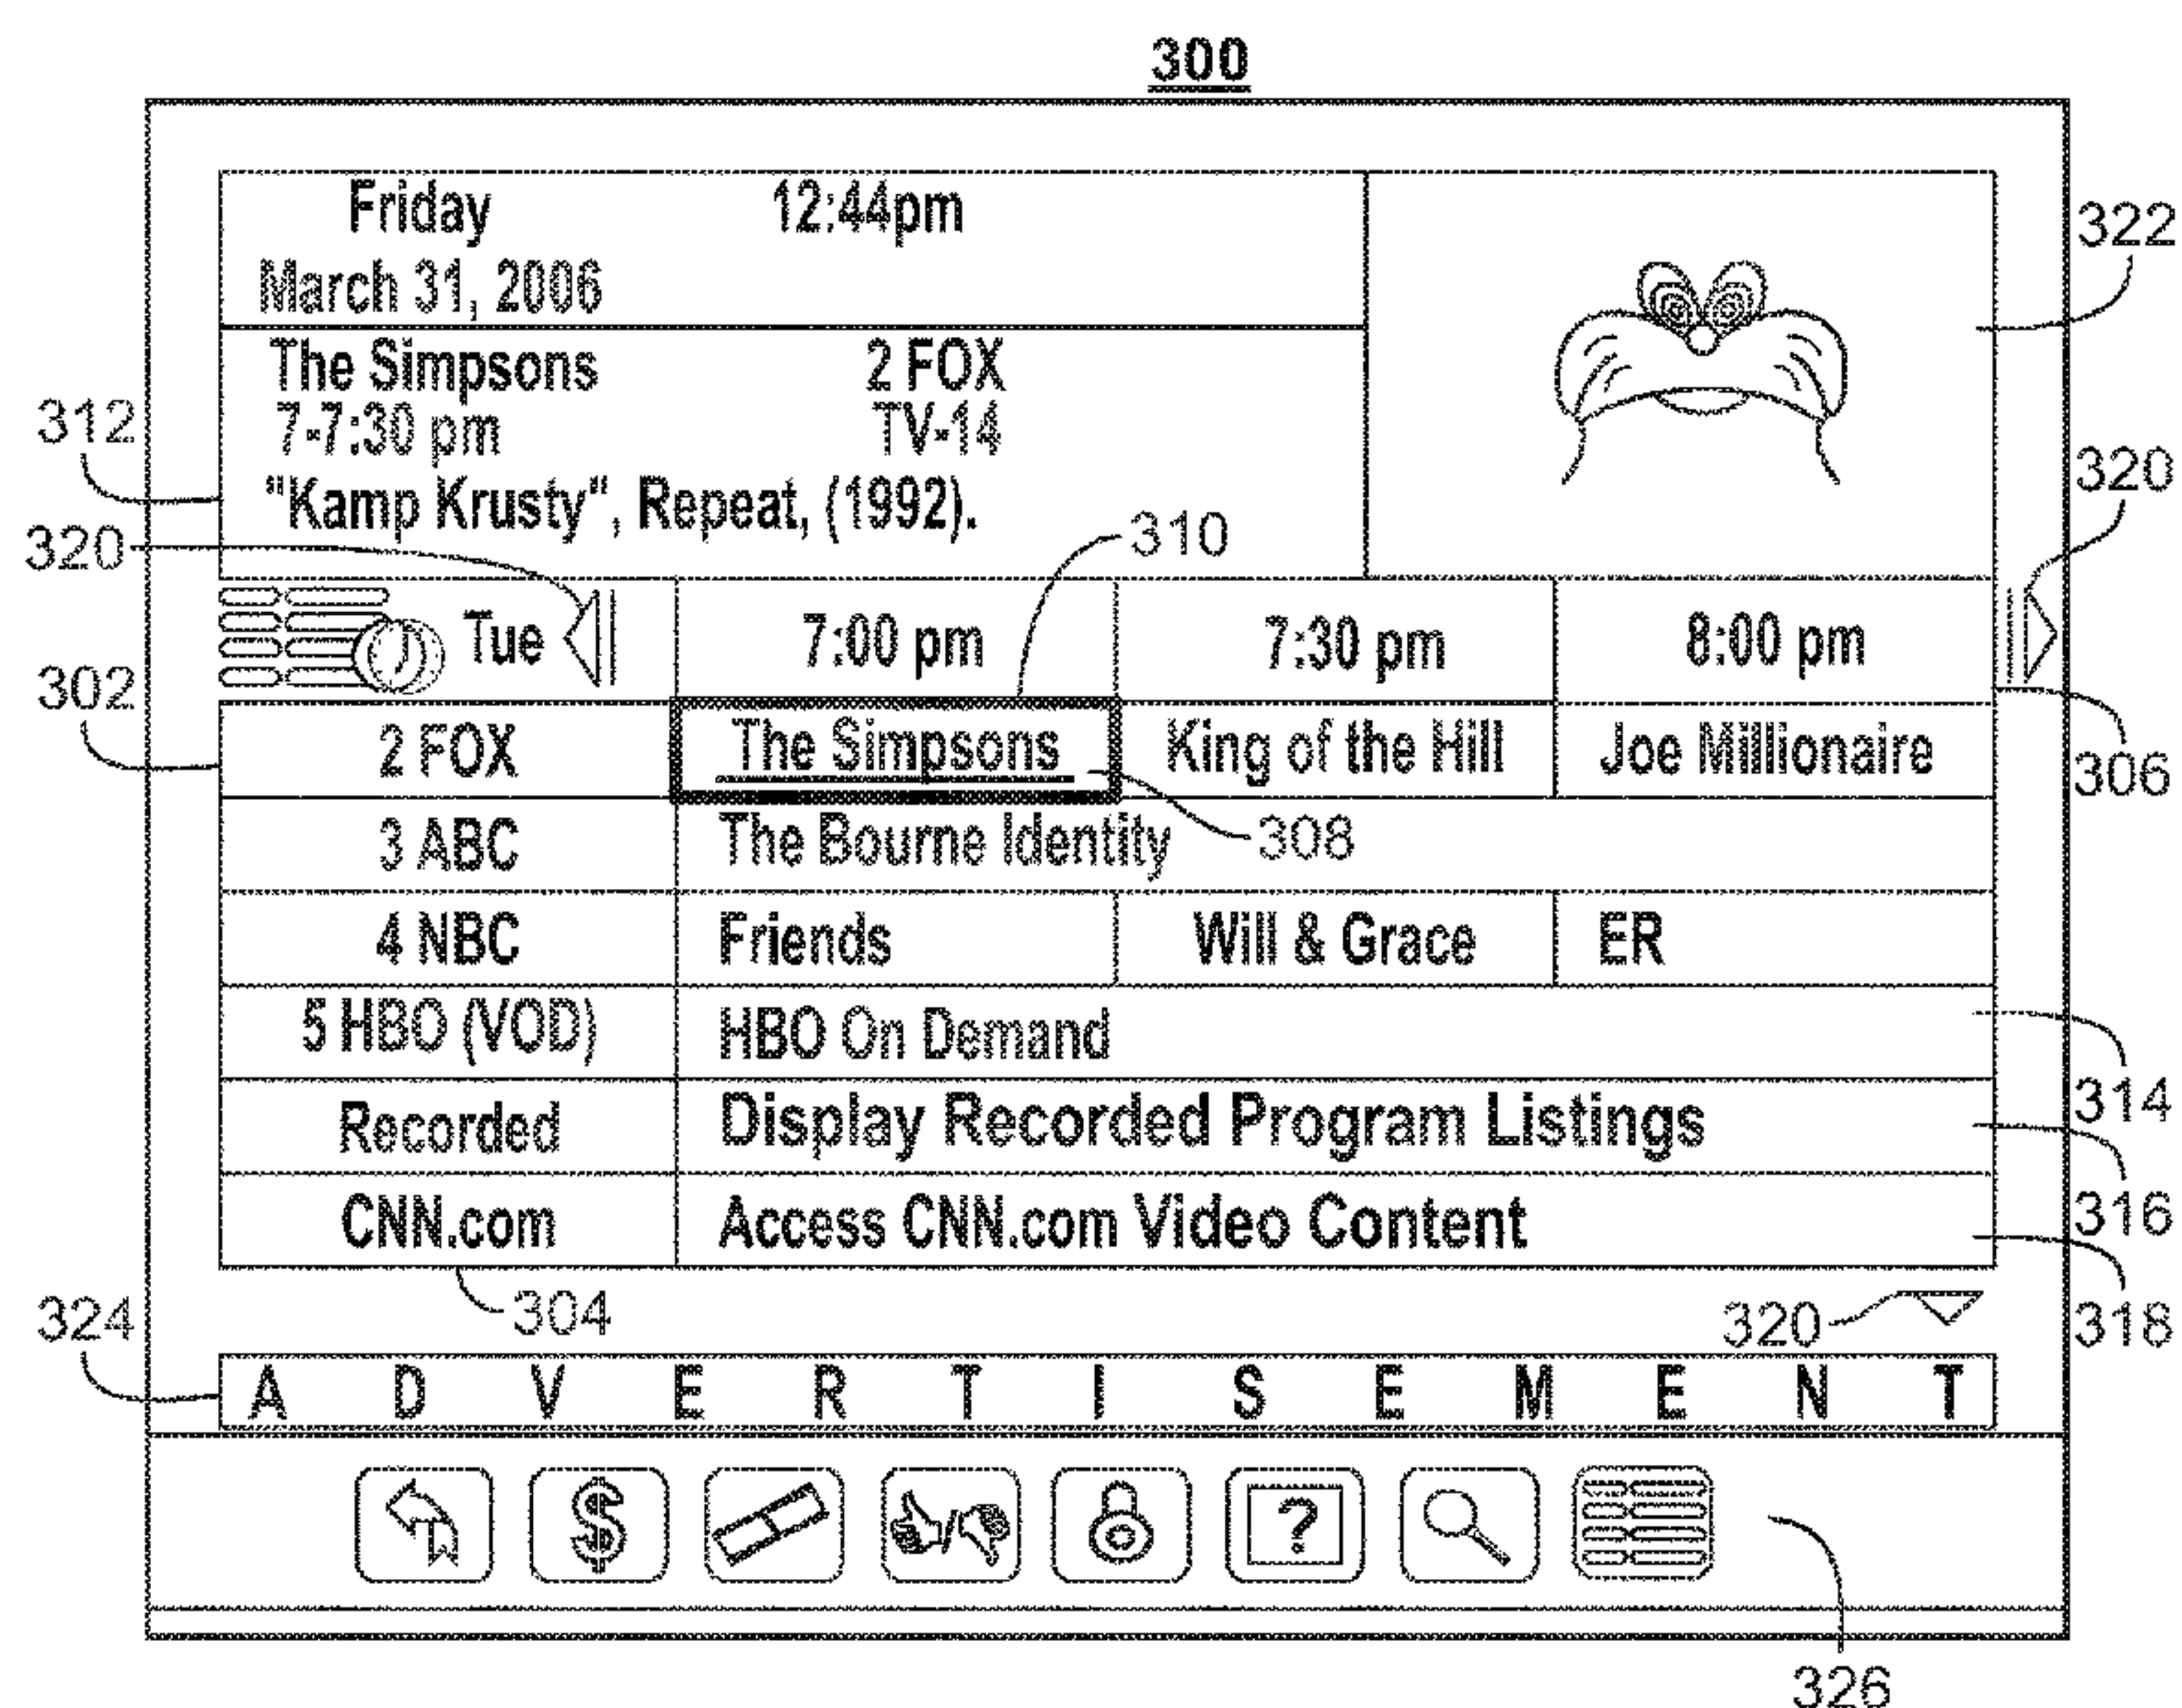 300
Friday 12:44pm
March 31, 2006
322
The Simpsons 2 FOX
312 7-7:30 pm TV-14
320
"Kamp Krusty", Repeat, (1992).
320 310
Tue 7:00 pm 7:30 pm 8:00 pm
302
2 FOX The Simpsons King of the Hill Joe Millionaire
306
3 ABC The Bourne Identity 308
4 NBC Friends Will & Grace ER
5 HBO (VOD) HBO On Demand
314
Recorded Display Recorded Program Listings
316
CNN.com Access CNN.com Video Content
324 304 320 318
A D V E R T I S E M E N T
$ / ?
326